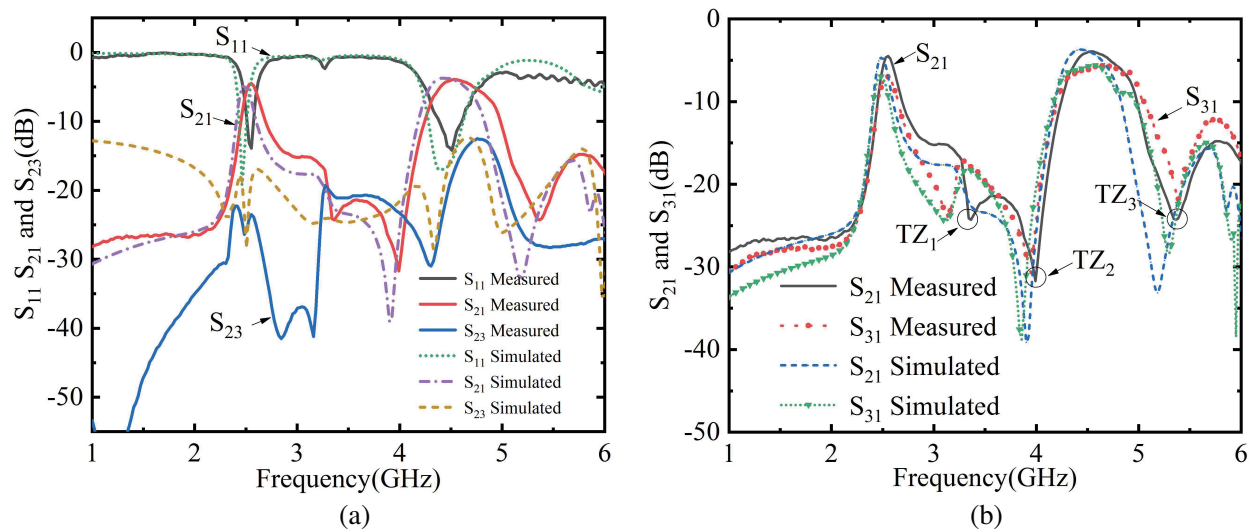 S11 S21 and S23(dB)
0
-10
-20
-30
-40
-50
S11
S21
S23
S11 Measured
S21 Measured
S23 Measured
S11 Simulated
S21 Simulated
S23 Simulated
1 2 3 4 5 6
Frequency(GHz)
(a)
S21 and S31(dB)
0
-10
-20
-30
-40
-50
S21
S31
TZ1
TZ2
TZ3
S21 Measured
S31 Measured
S21 Simulated
S31 Simulated
1 2 3 4 5 6
Frequency(GHz)
(b)